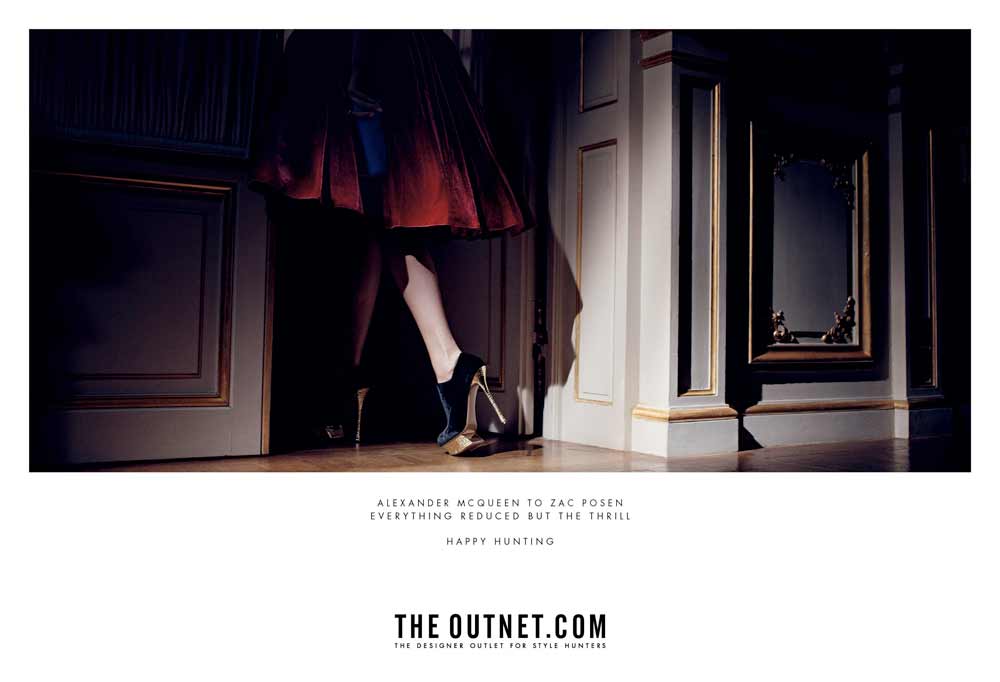 ALEXANDER MCQUEEN TO ZAC POSEN
EVERYTHING REDUCED BUT THE THRILL
HAPPY HUNTING
THE OUTNET.COM
THE DESIGNER OUTLET FOR STYLE HUNTERS